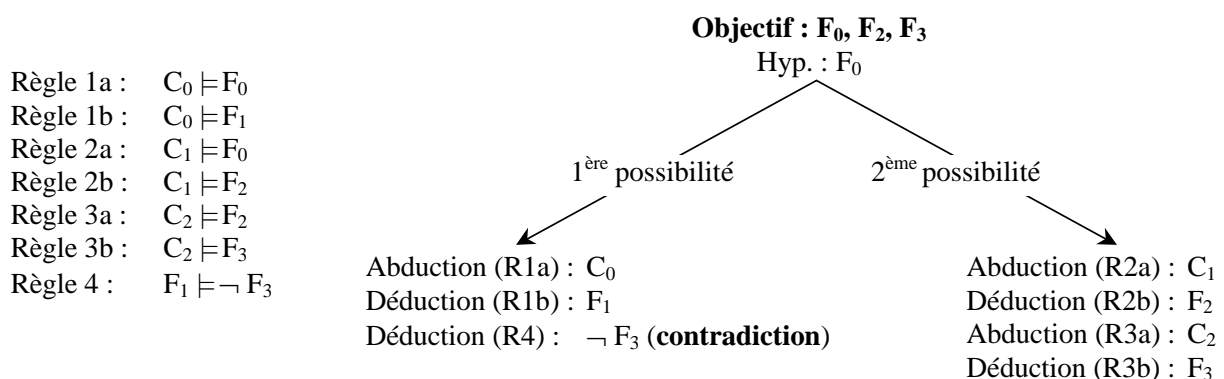 Objectif : F₀, F₂, F₃
Hyp. : F₀
Règle 1a : C₀ ⊨ F₀
Règle 1b : C₀ ⊨ F₁
Règle 2a : C₁ ⊨ F₀
Règle 2b : C₁ ⊨ F₂
Règle 3a : C₂ ⊨ F₂
Règle 3b : C₂ ⊨ F₃
Règle 4 : F₁ ⊨ ¬ F₃
1ère possibilité
2ème possibilité
Abduction (R1a) : C₀
Déduction (R1b) : F₁
Déduction (R4) : ¬ F₃ (contradiction)
Abduction (R2a) : C₁
Déduction (R2b) : F₂
Abduction (R3a) : C₂
Déduction (R3b) : F₃